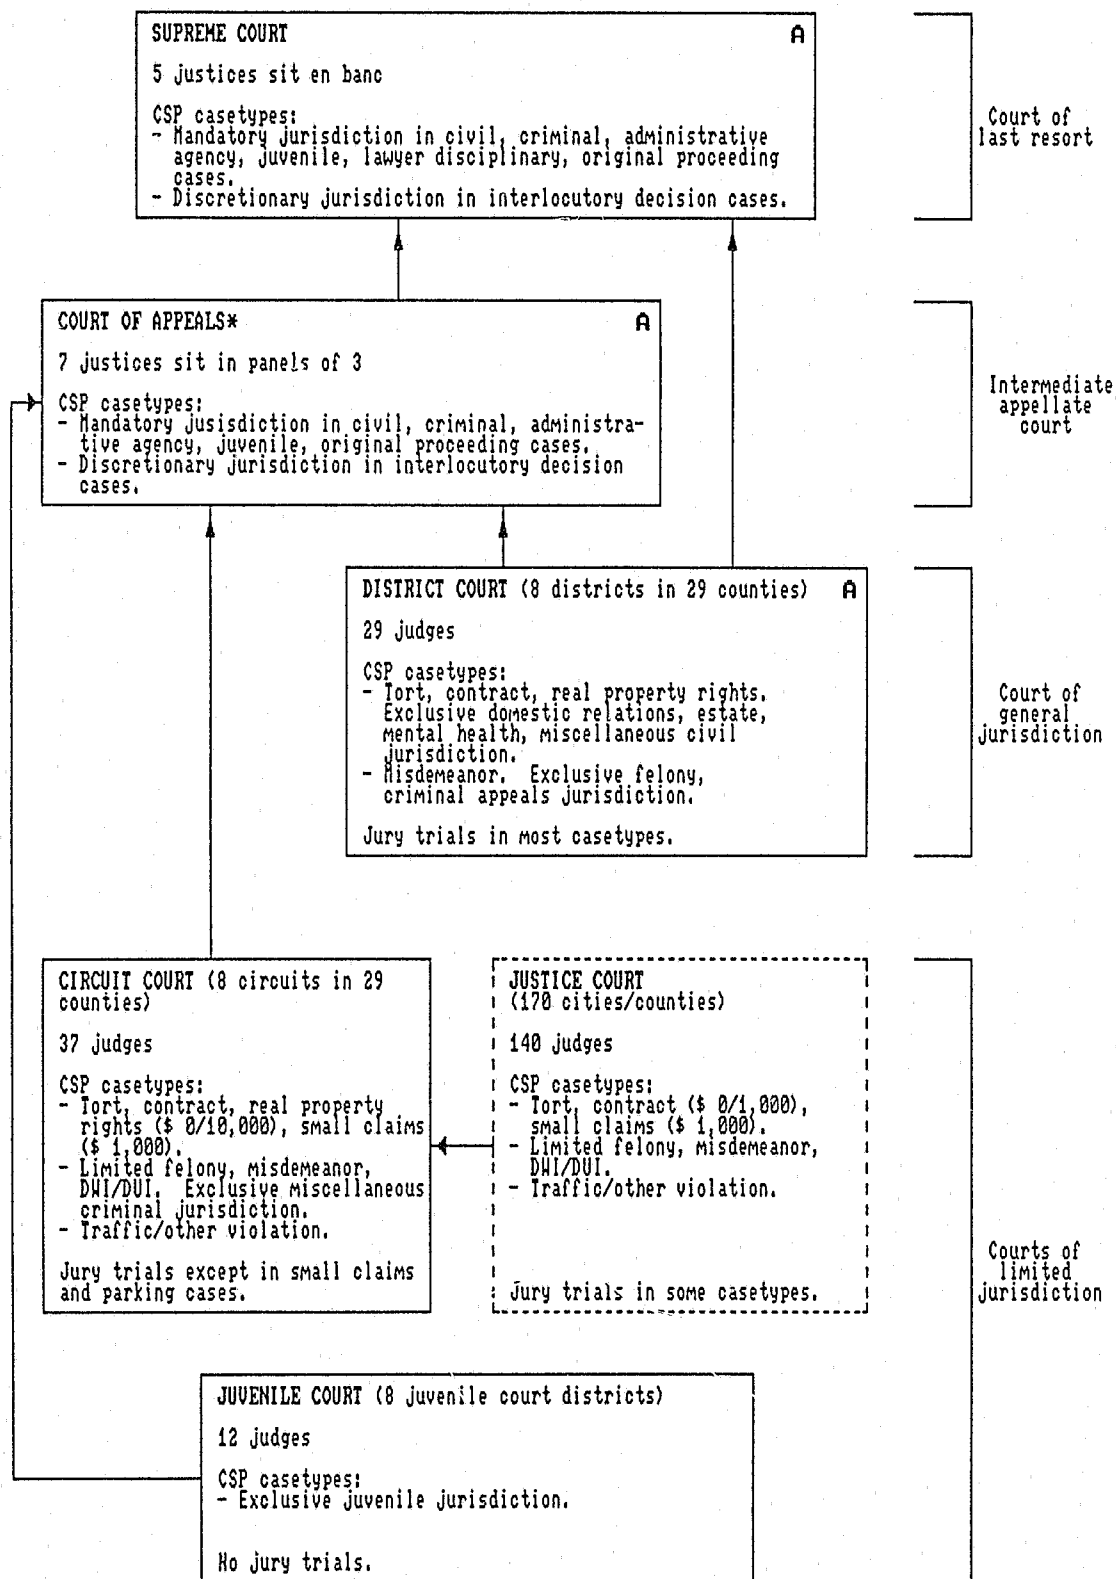 SUPREME COURT A
5 justices sit en banc
CSP casetypes:
- Mandatory jurisdiction in civil, criminal, administrative
agency, juvenile, lawyer disciplinary, original proceeding
cases.
- Discretionary jurisdiction in interlocutory decision cases.
Court of
last resort
COURT OF APPEALS* A
7 justices sit in panels of 3
CSP casetypes:
- Mandatory jusisdiction in civil, criminal, administra-
tive agency, juvenile, original proceeding cases.
- Discretionary jurisdiction in interlocutory decision
cases.
Intermediate
appellate
court
DISTRICT COURT (8 districts in 29 counties) A
29 judges
CSP casetypes:
- Tort, contract, real property rights.
Exclusive domestic relations, estate,
mental health, miscellaneous civil
jurisdiction.
- Misdemeanor. Exclusive felony,
criminal appeals jurisdiction.
Jury trials in most casetypes.
Court of
general
jurisdiction
CIRCUIT COURT (8 circuits in 29
counties)
37 judges
CSP casetypes:
- Tort, contract, real property
rights ($ 0/10,000), small claims
($ 1,000).
- Limited felony, misdemeanor,
DWI/DUI. Exclusive miscellaneous
criminal jurisdiction.
- Traffic/other violation.
Jury trials except in small claims
and parking cases.
JUSTICE COURT
(170 cities/counties)
140 judges
CSP casetypes:
- Tort, contract ($ 0/1,000),
small claims ($ 1,000).
- Limited felony, misdemeanor,
DWI/DUI.
- Traffic/other violation.
Jury trials in some casetypes.
Courts of
limited
jurisdiction
JUVENILE COURT (8 juvenile court districts)
12 judges
CSP casetypes:
- Exclusive juvenile jurisdiction.
No jury trials.